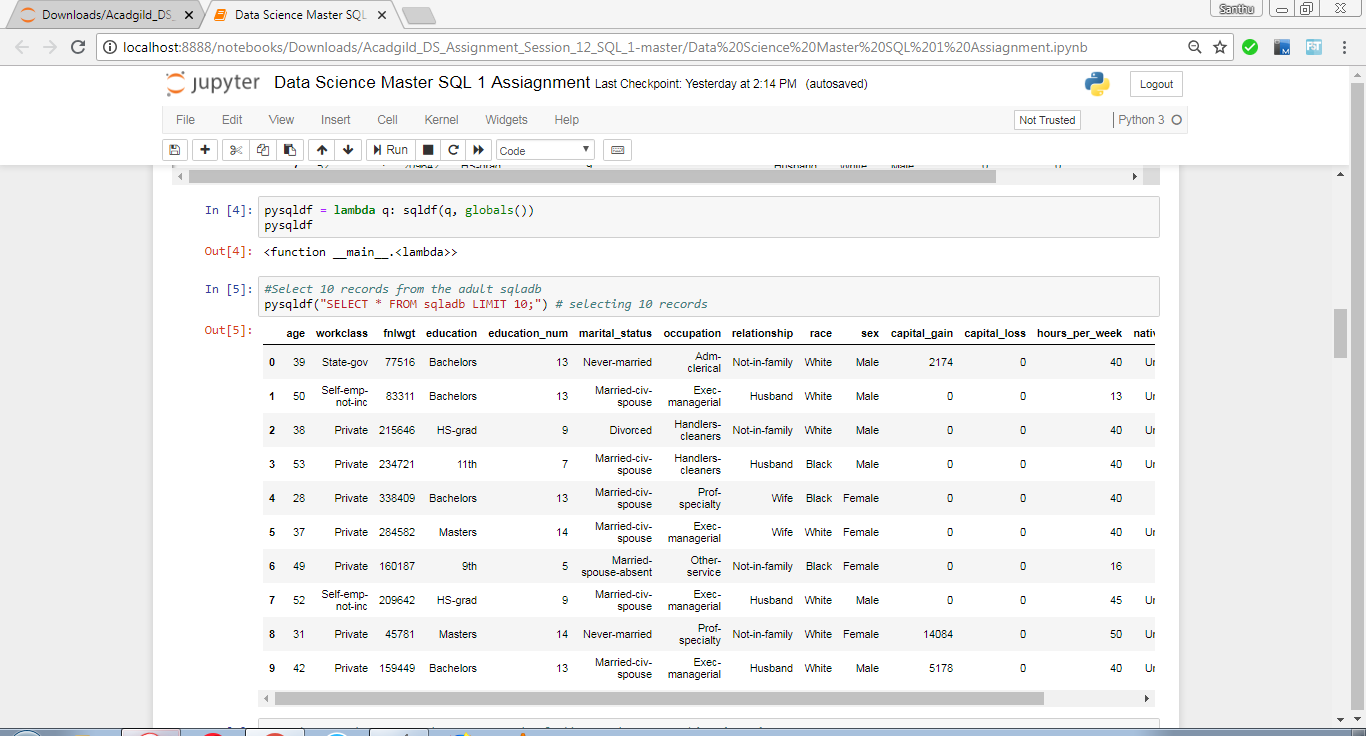 Downloads/Acadgild_DS_
Data Science Master SQL
Santhu
localhost:8888/notebooks/Downloads/Acadgild_DS_Assignment_Session_12_SQL_1-master/Data%20Science%20Master%20SQL%201%20Assiagnment.ipynb
jupyter Data Science Master SQL 1 Assiagnment Last Checkpoint: Yesterday at 2:14 PM (autosaved)
Logout
File Edit View Insert Cell Kernel Widgets Help
Not Trusted Python 3
Run Code
In [4]: pysqldf = lambda q: sqldf(q, globals())
pysqldf
Out[4]: <function __main__.<lambda>>
In [5]: #Select 10 records from the adult sqladb
pysqldf("SELECT * FROM sqladb LIMIT 10;") # selecting 10 records
Out[5]:
age workclass fnlwgt education education_num marital_status occupation relationship race sex capital_gain capital_loss hours_per_week nativ
0 39 State-gov 77516 Bachelors 13 Never-married Adm-clerical Not-in-family White Male 2174 0 40 Ur
1 50 Self-emp-not-inc 83311 Bachelors 13 Married-civ-spouse Exec-managerial Husband White Male 0 0 13 Ur
2 38 Private 215646 HS-grad 9 Divorced Handlers-cleaners Not-in-family White Male 0 0 40 Ur
3 53 Private 234721 11th 7 Married-civ-spouse Handlers-cleaners Husband Black Male 0 0 40 Ur
4 28 Private 338409 Bachelors 13 Married-civ-spouse Prof-specialty Wife Black Female 0 0 40
5 37 Private 284582 Masters 14 Married-civ-spouse Exec-managerial Wife White Female 0 0 40 Ur
6 49 Private 160187 9th 5 Married-spouse-absent Other-service Not-in-family Black Female 0 0 16
7 52 Self-emp-not-inc 209642 HS-grad 9 Married-civ-spouse Exec-managerial Husband White Male 0 0 45 Ur
8 31 Private 45781 Masters 14 Never-married Prof-specialty Not-in-family White Female 14084 0 50 Ur
9 42 Private 159449 Bachelors 13 Married-civ-spouse Exec-managerial Husband White Male 5178 0 40 Ur